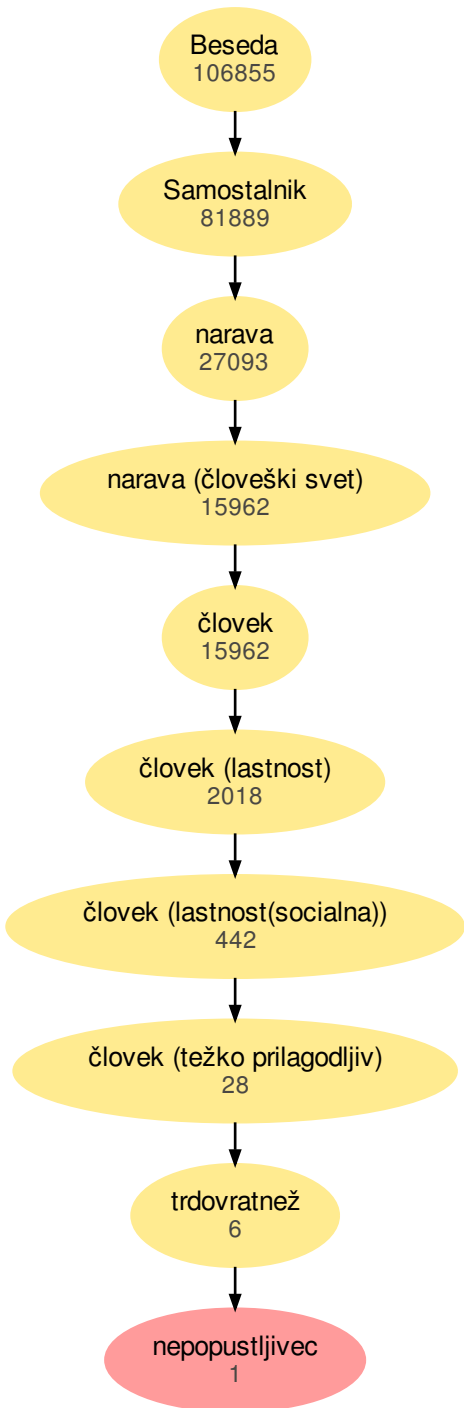 Beseda
106855
Samostalnik
81889
narava
27093
narava (človeški svet)
15962
človek
15962
človek (lastnost)
2018
človek (lastnost(socialna))
442
človek (težko prilagodljiv)
28
trdovratnež
6
nepopustljivec
1